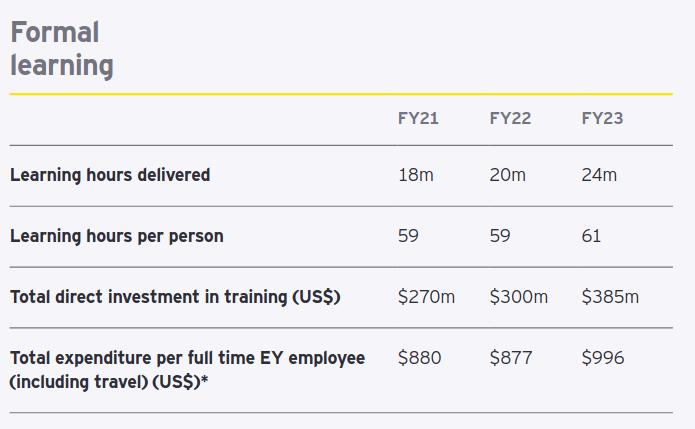 Formal
learning
FY21 FY22 FY23
Learning hours delivered 18m 20m 24m
Learning hours per person 59 59 61
Total direct investment in training (US$) $270m $300m $385m
Total expenditure per full time EY employee $880 $877 $996
(including travel) (US$)*